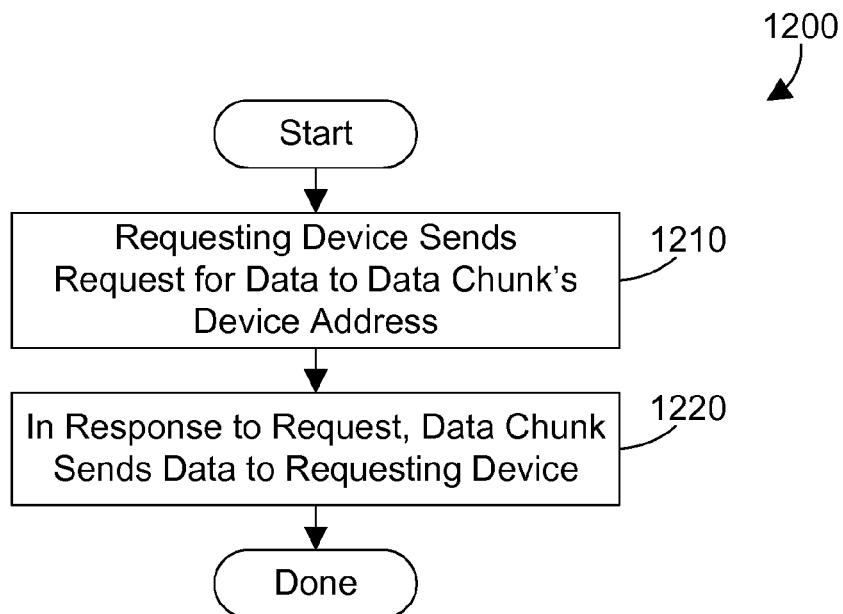 1200
Start
Requesting Device Sends
Request for Data to Data Chunk's
Device Address
1210
In Response to Request, Data Chunk
Sends Data to Requesting Device
1220
Done